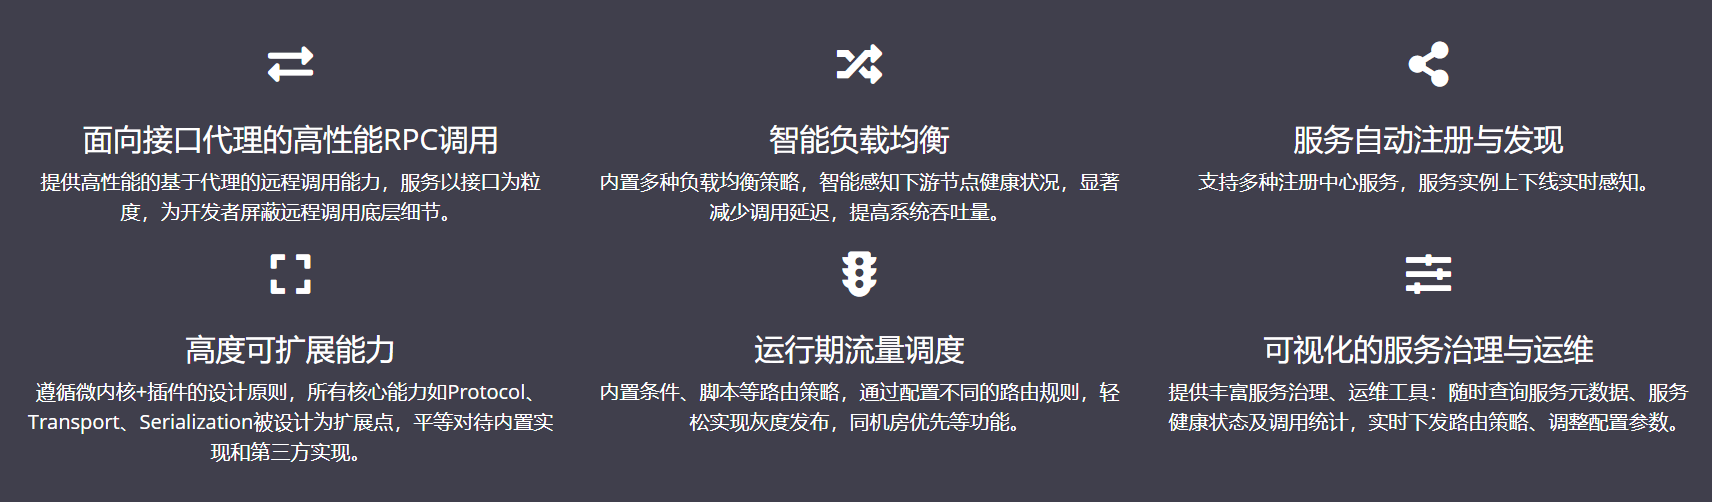 面向接口代理的高性能RPC调用
提供高性能的基于代理的远程调用能力，服务以接口为粒
度，为开发者屏蔽远程调用底层细节。
智能负载均衡
内置多种负载均衡策略，智能感知下游节点健康状况，显著
减少调用延迟，提高系统吞吐量。
服务自动注册与发现
支持多种注册中心服务，服务实例上下线实时感知。
高度可扩展能力
遵循微内核+插件的设计原则，所有核心能力如Protocol、
Transport、Serialization被设计为扩展点，平等对待内置实
现和第三方实现。
运行期流量调度
内置条件、脚本等路由策略，通过配置不同的路由规则，轻
松实现灰度发布，同机房优先等功能。
可视化的服务治理与运维
提供丰富服务治理、运维工具：随时查询服务元数据、服务
健康状态及调用统计，实时下发路由策略、调整配置参数。